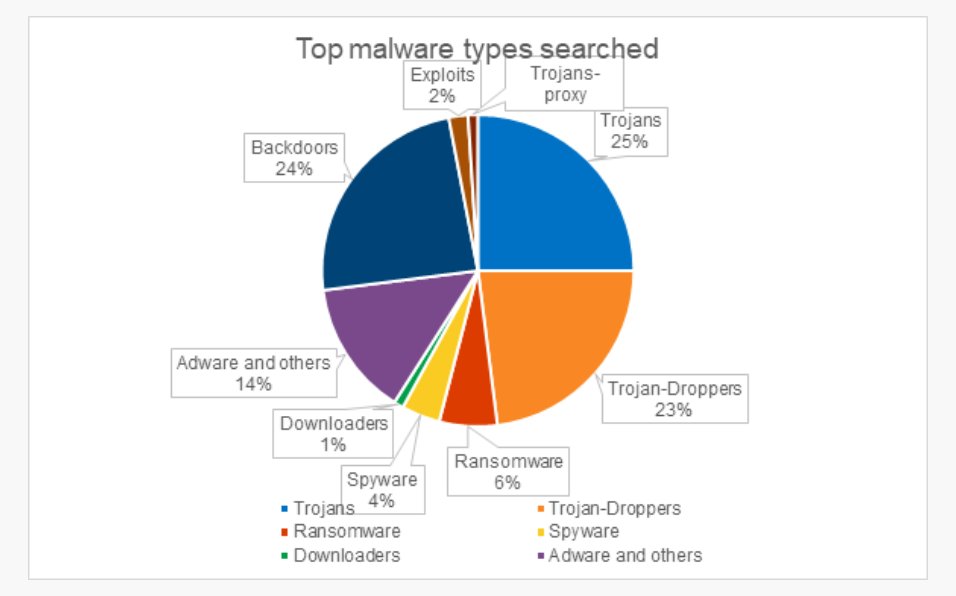 Top malware types searched
Exploits
2%
Trojans-
proxy
Trojans
25%
Backdoors
24%
Adware and others
14%
Trojan-Droppers
23%
Downloaders
1%
Ransomware
6%
Spyware
4%
Trojans
Trojan-Droppers
Ransomware
Spyware
Downloaders
Adware and others